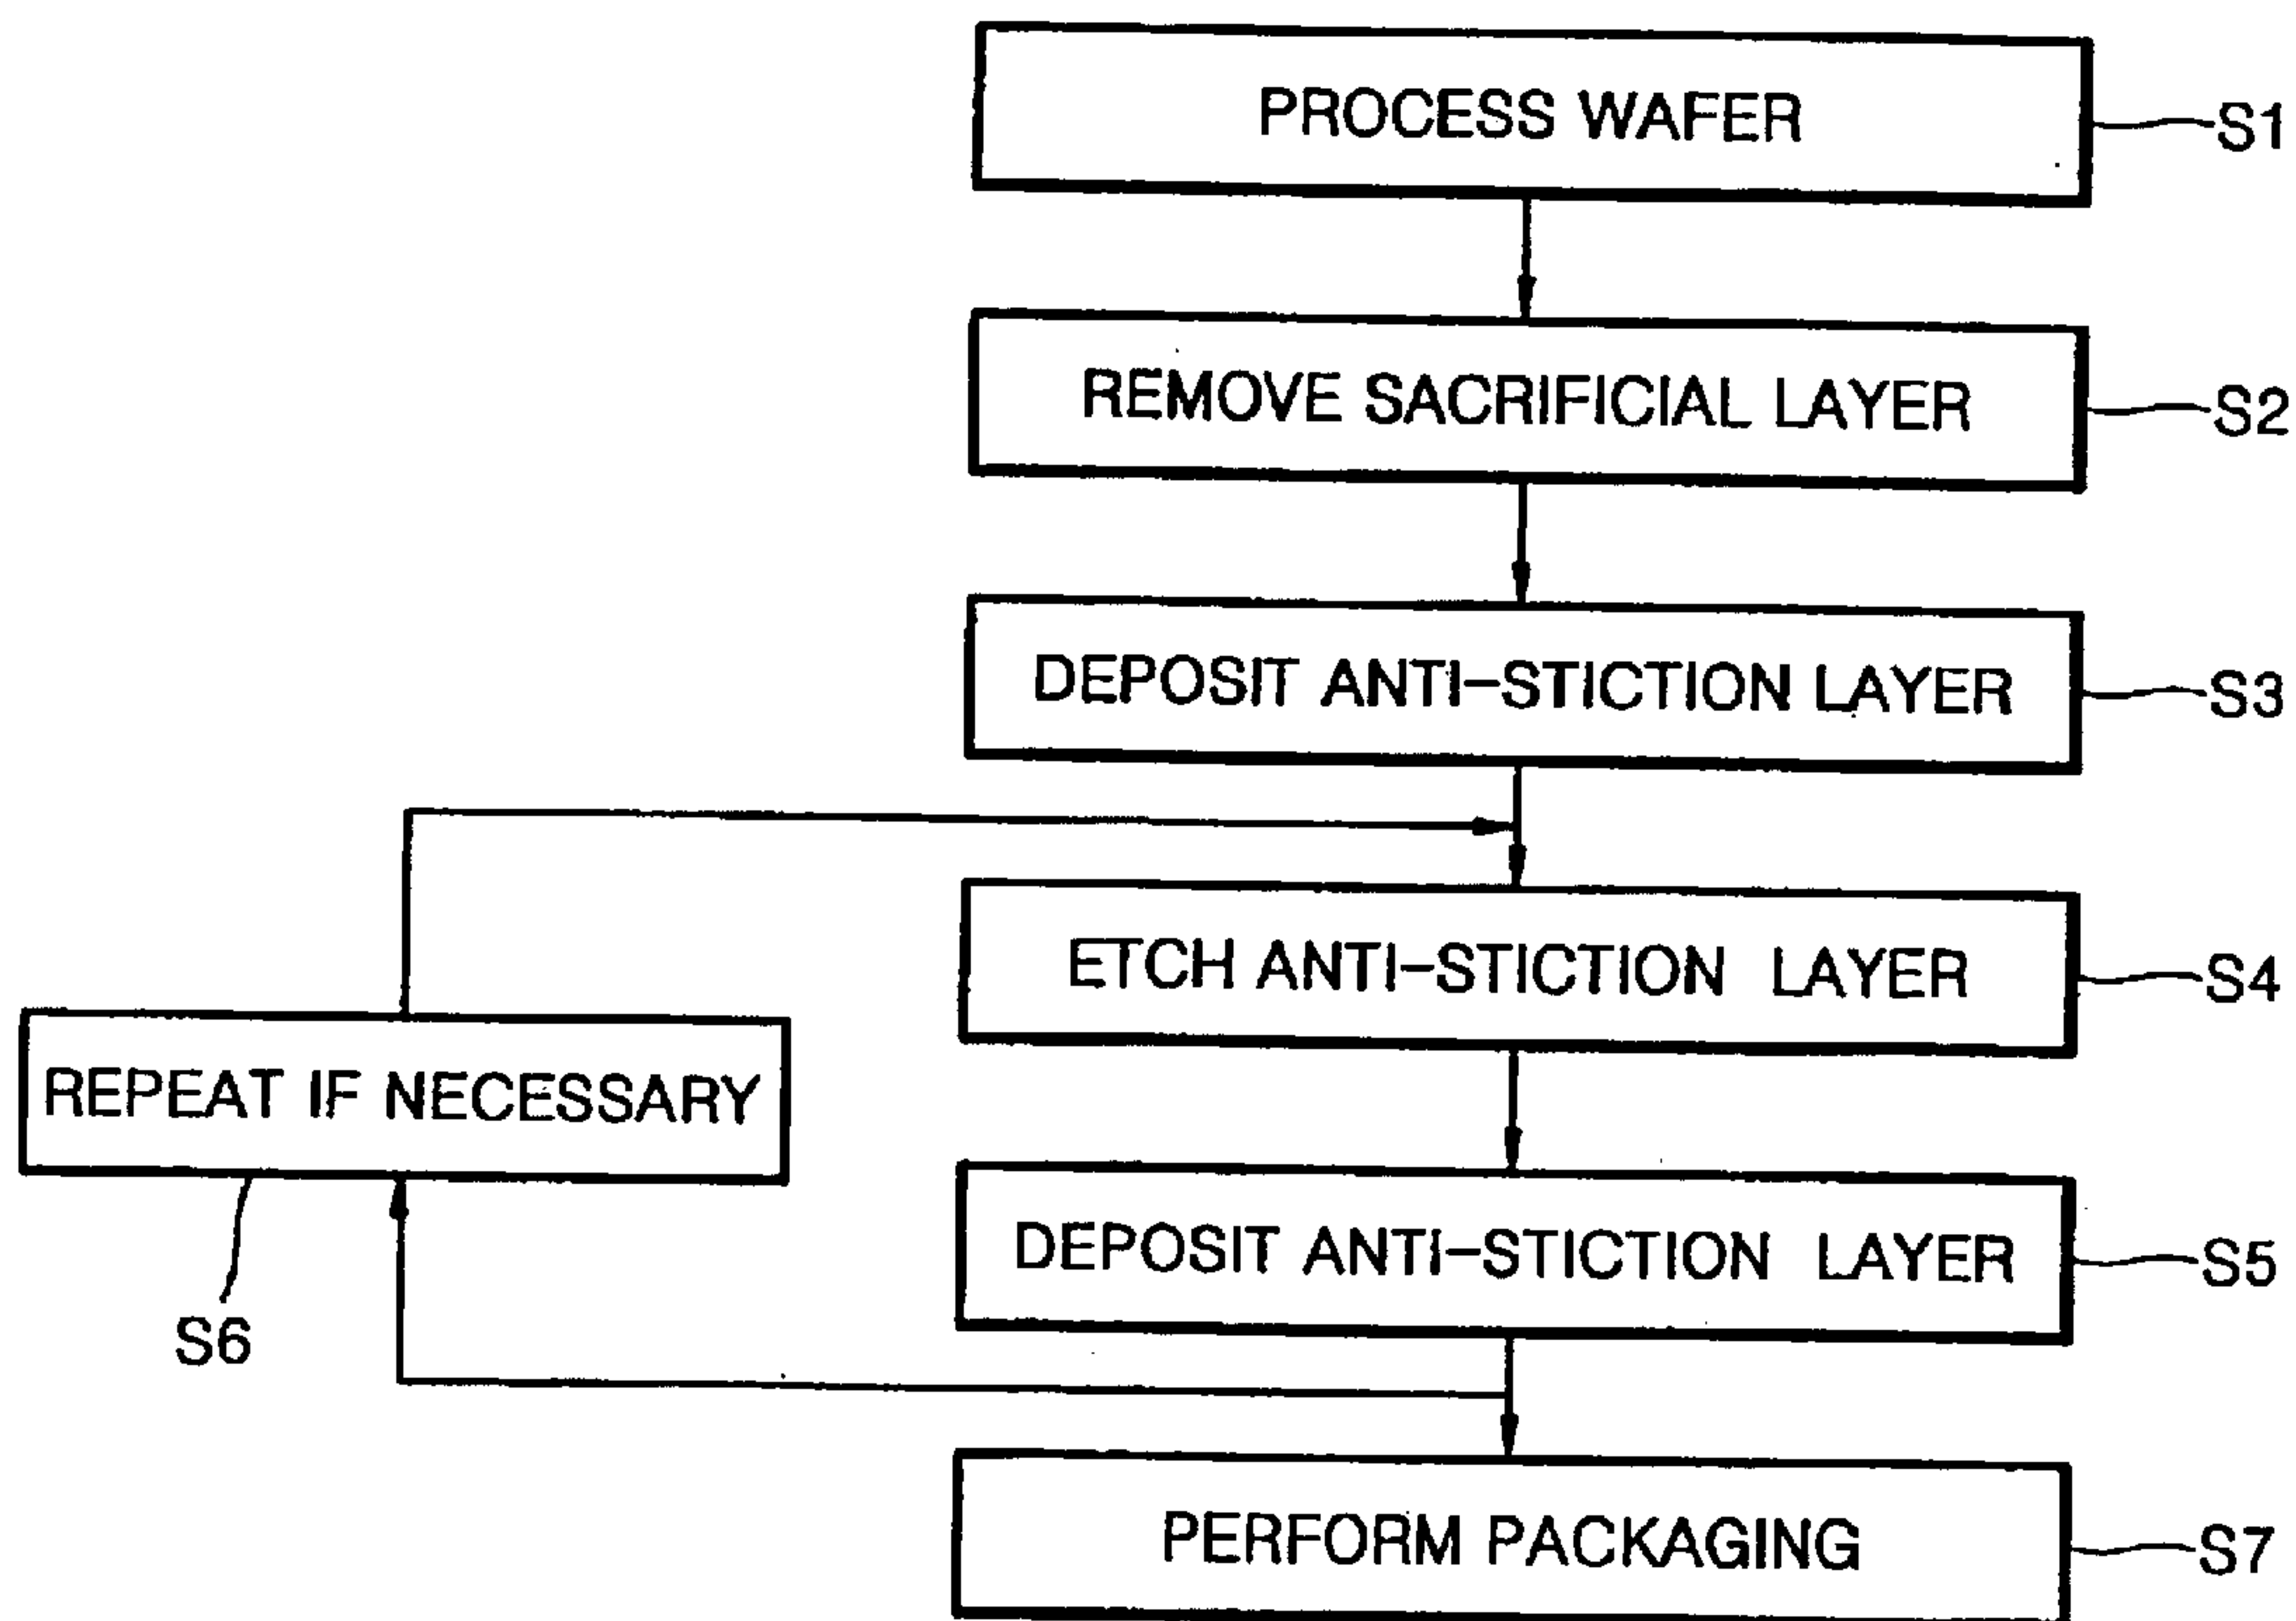 PROCESS WAFER
S1
REMOVE SACRIFICIAL LAYER
S2
DEPOSIT ANTI-STICTION LAYER
S3
ETCH ANTI-STICTION LAYER
S4
REPEAT IF NECESSARY
S6
DEPOSIT ANTI-STICTION LAYER
S5
PERFORM PACKAGING
S7